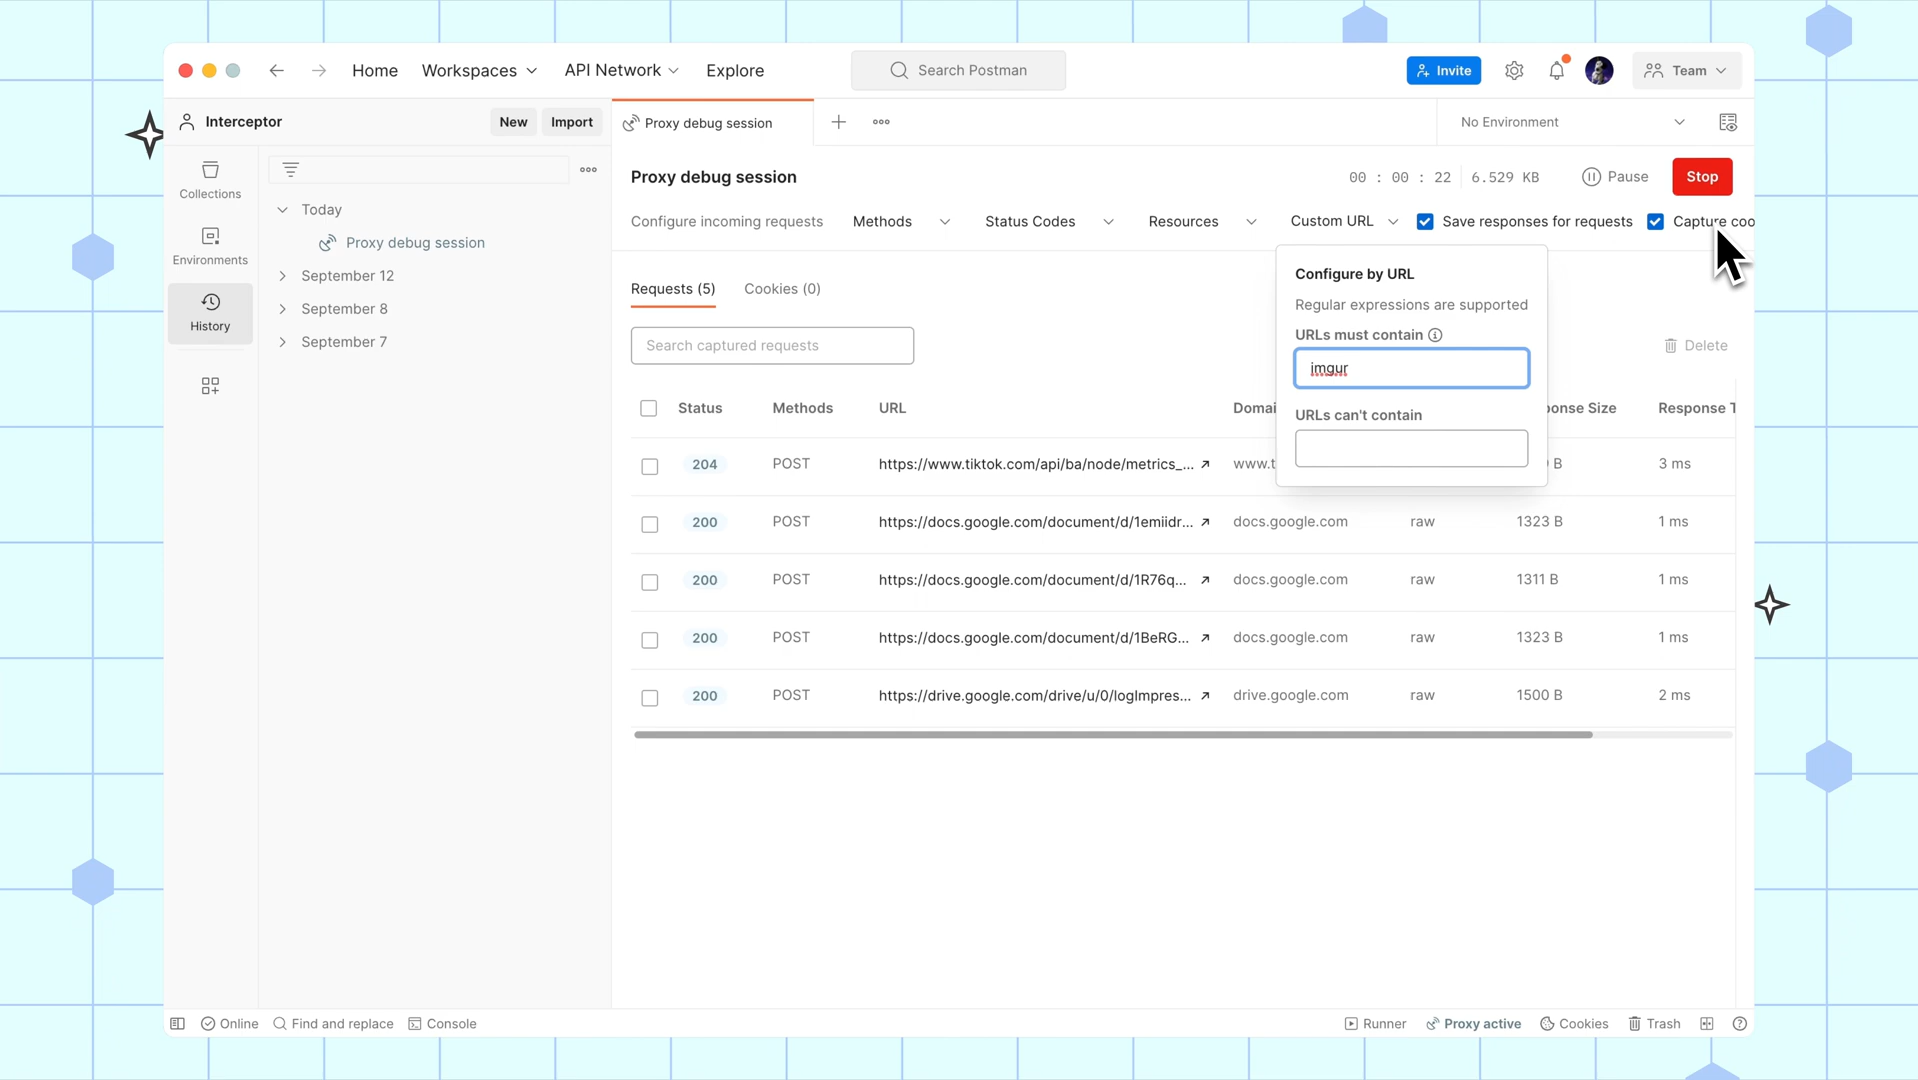 Home Workspaces API Network Explore Search Postman Invite Team
Interceptor New Import Proxy debug session No Environment
Collections
Environments
History
Today
Proxy debug session
September 12
September 8
September 7
Proxy debug session 00 : 00 : 22 6.529 KB Pause Stop
Configure incoming requests Methods Status Codes Resources Custom URL Save responses for requests Capture coo
Requests (5) Cookies (0)
Search captured requests
Delete
Configure by URL
Regular expressions are supported
URLs must contain
imgur
URLs can't contain
Status Methods URL Domai ponse Size Response T
204 POST https://www.tiktok.com/api/ba/node/metrics_... www.t B 3 ms
200 POST https://docs.google.com/document/d/1emiidr... docs.google.com raw 1323 B 1 ms
200 POST https://docs.google.com/document/d/1R76q... docs.google.com raw 1311 B 1 ms
200 POST https://docs.google.com/document/d/1BeRG... docs.google.com raw 1323 B 1 ms
200 POST https://drive.google.com/drive/u/0/logImpres... drive.google.com raw 1500 B 2 ms
Online Find and replace Console Runner Proxy active Cookies Trash